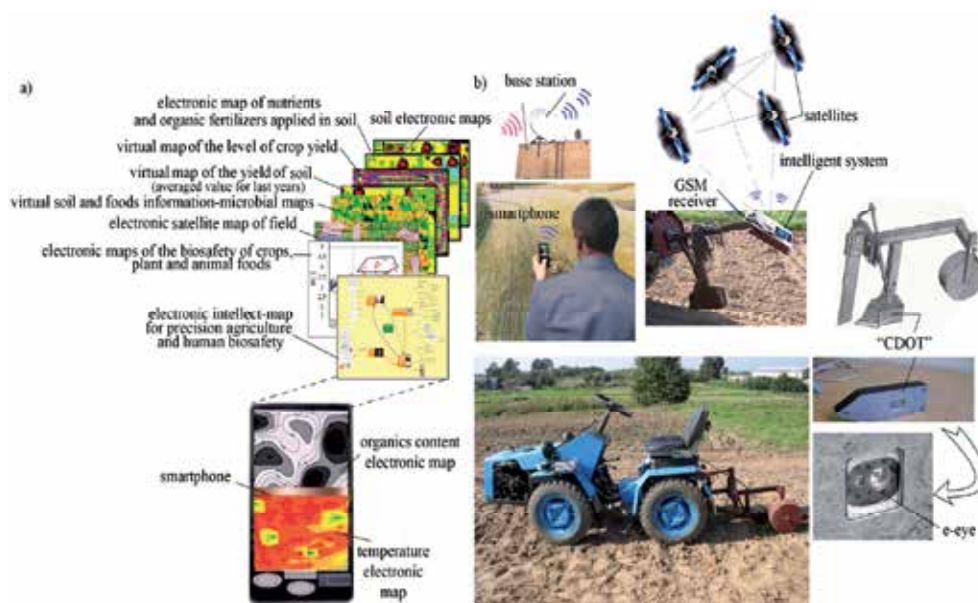 a)
electronic map of nutrients
and organic fertilizers applied in soil
soil electronic maps
virtual map of the level of crop yield
virtual map of the yield of soil
(averaged value for last years)
virtual soil and foods information-microbial maps
electronic satellite map of field
electronic maps of the biosafety of crops,
plant and animal foods
electronic intellect-map
for precision agriculture
and human biosafety
smartphone
organics content
electronic map
temperature
electronic
map
b)
base station
smartphone
satellites
intelligent system
GSM
receiver
“CDOT”
e-eye